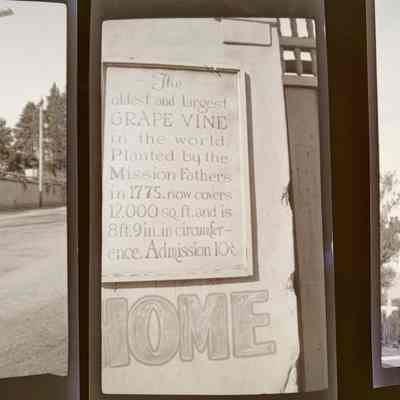 The
oldest and largest
GRAPE VINE
in the world.
Planted by the
Mission Fathers
in 1775. now covers
12,000 sq. ft. and is
8 ft. 9 in. in circumfer-
ence. Admission 10¢
HOME